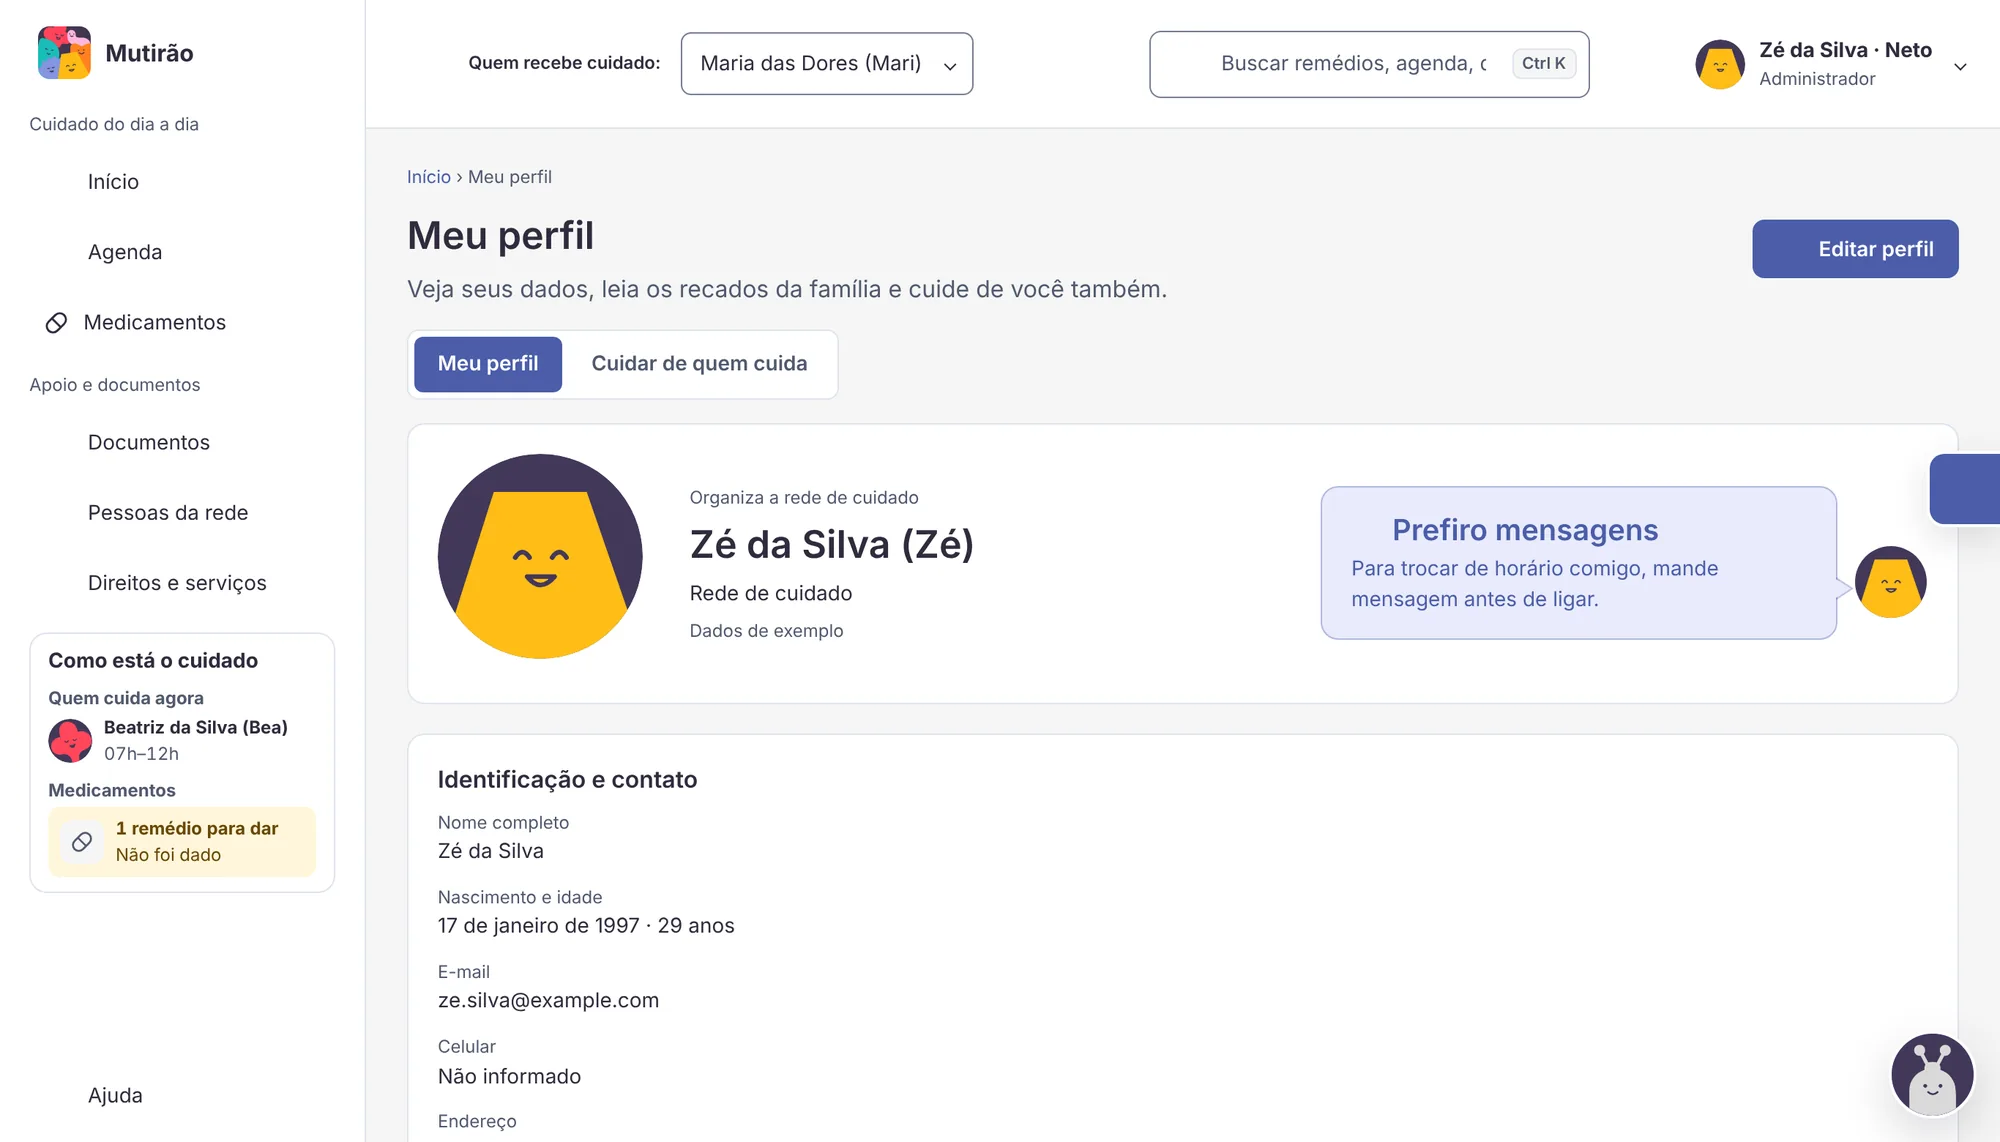 Mutirão
Cuidado do dia a dia
Início
Agenda
Medicamentos
Apoio e documentos
Documentos
Pessoas da rede
Direitos e serviços
Como está o cuidado
Quem cuida agora
Beatriz da Silva (Bea)
07h–12h
Medicamentos
1 remédio para dar
Não foi dado
Ajuda
Quem recebe cuidado:
Maria das Dores (Mari)
Buscar remédios, agenda,
Ctrl K
Zé da Silva · Neto
Administrador
Início › Meu perfil
Meu perfil
Veja seus dados, leia os recados da família e cuide de você também.
Editar perfil
Meu perfil
Cuidar de quem cuida
Organiza a rede de cuidado
Zé da Silva (Zé)
Rede de cuidado
Dados de exemplo
Prefiro mensagens
Para trocar de horário comigo, mande
mensagem antes de ligar.
Identificação e contato
Nome completo
Zé da Silva
Nascimento e idade
17 de janeiro de 1997 · 29 anos
E-mail
ze.silva@example.com
Celular
Não informado
Endereço